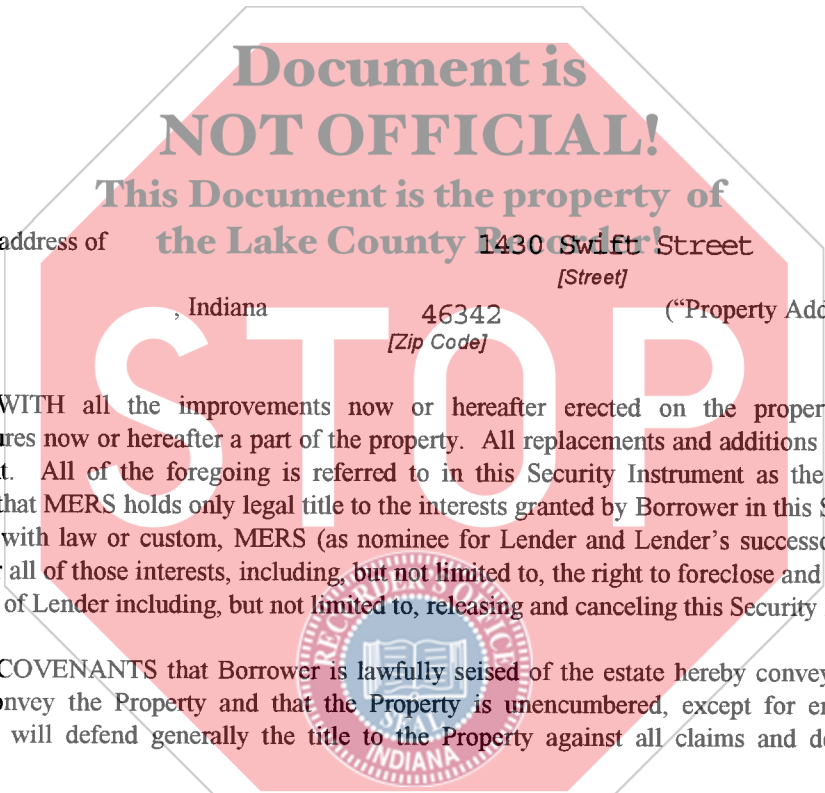 Document is
NOT OFFICIAL!
This Document is the property of
the Lake County Recorder!
address of 1430 Swift Street
[Street]
, Indiana 46342 ("Property Add
[Zip Code]
STOP
WITH all the improvements now or hereafter erected on the proper
ures now or hereafter a part of the property. All replacements and additions
t. All of the foregoing is referred to in this Security Instrument as the
that MERS holds only legal title to the interests granted by Borrower in this S
with law or custom, MERS (as nominee for Lender and Lender's successo
all of those interests, including, but not limited to, the right to foreclose and
of Lender including, but not limited to, releasing and canceling this Security
COVENANTS that Borrower is lawfully seised of the estate hereby convey
onvey the Property and that the Property is unencumbered, except for en
will defend generally the title to the Property against all claims and de
RECORDER'S OFFICE
SEAL
INDIANA